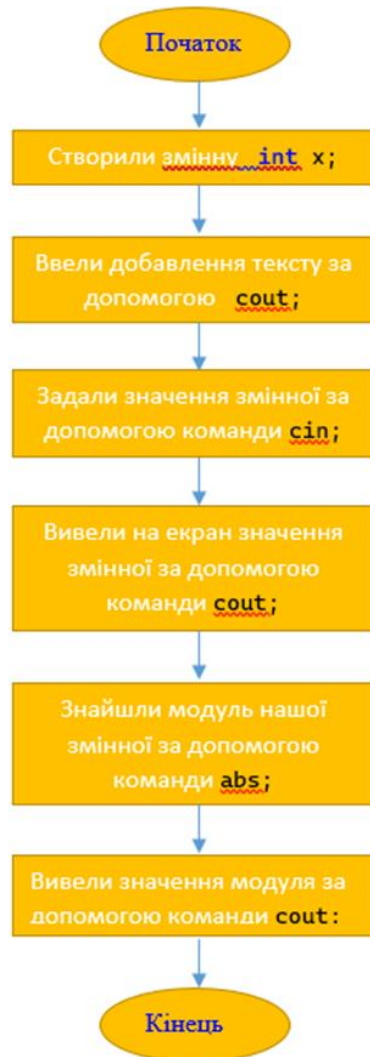 Початок
Створили змінну int x;
Ввели добавлення тексту за
допомогою cout;
Задали значення змінної за
допомогою команди cin;
Вивели на екран значення
змінної за допомогою
команди cout;
Знайшли модуль нашої
змінної за допомогою
команди abs;
Вивели значення модуля за
допомогою команди cout:
Кінець